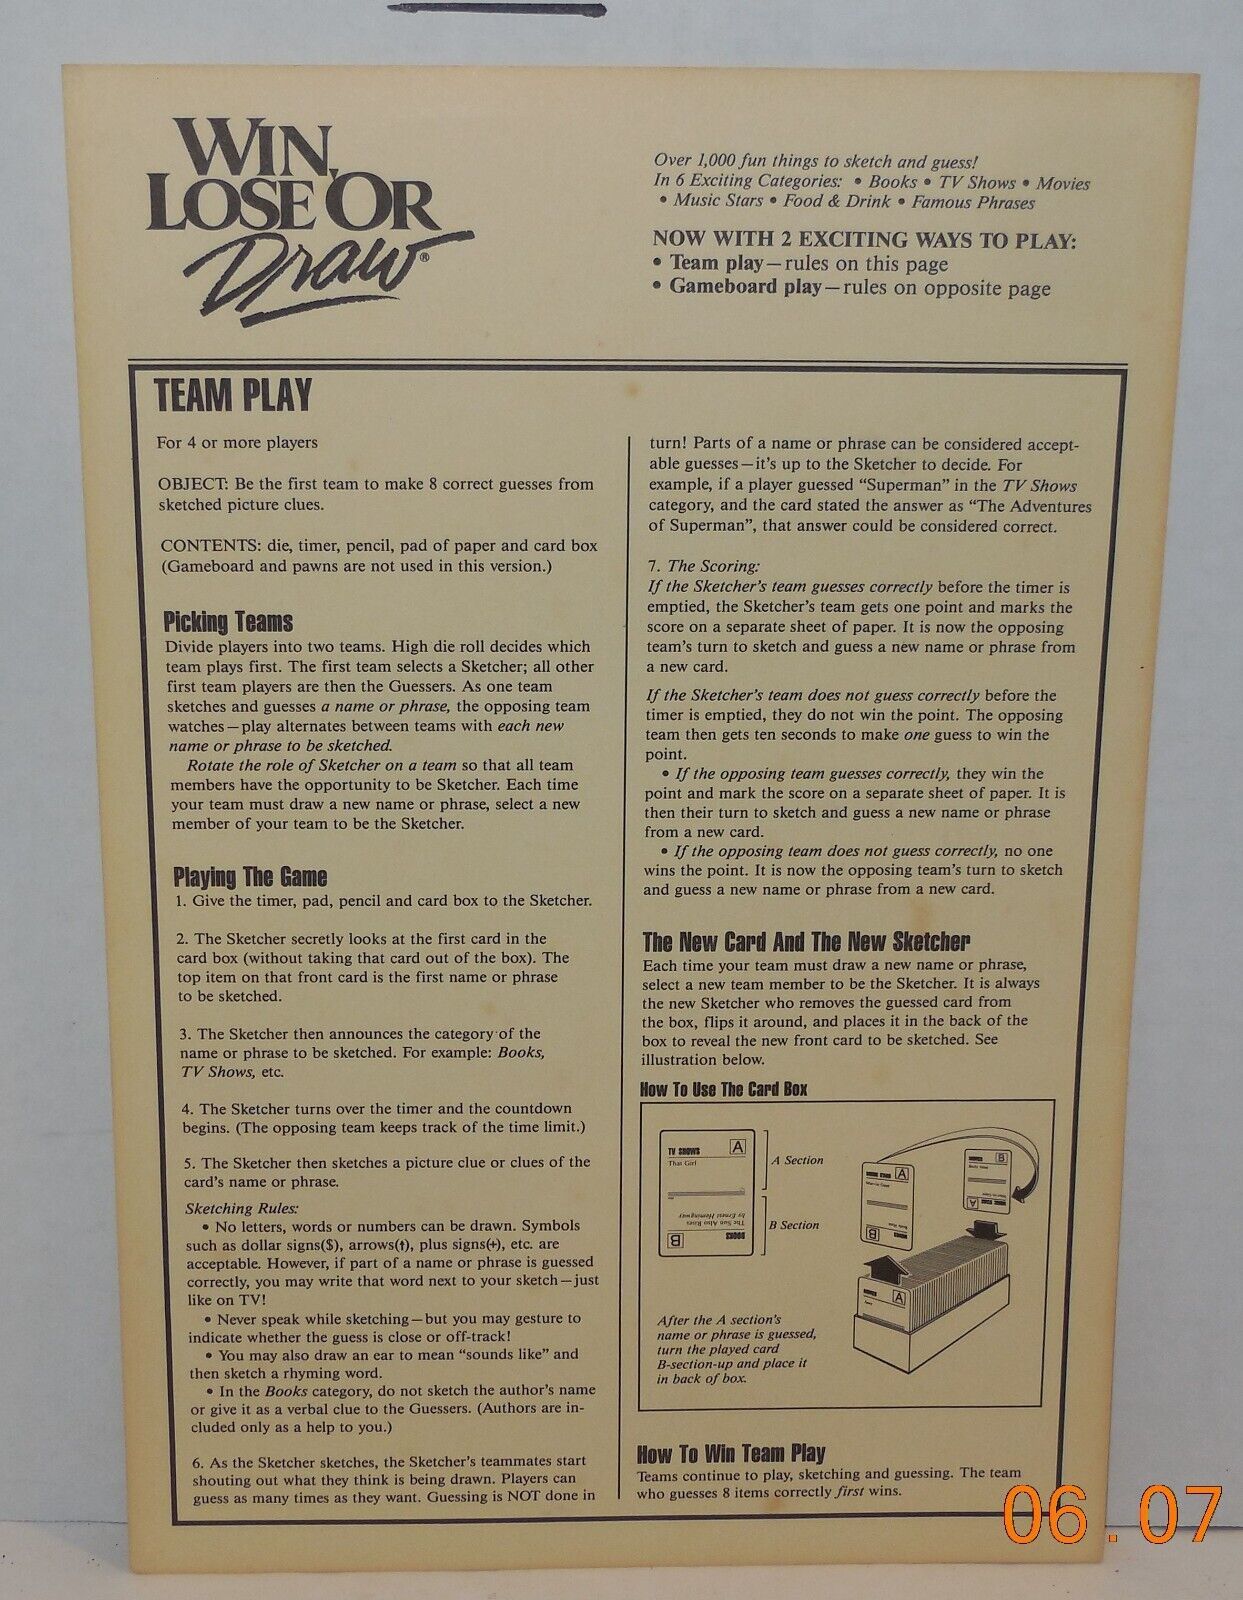 WIN,
LOSE OR
Draw®
Over 1,000 fun things to sketch and guess!
In 6 Exciting Categories: • Books • TV Shows • Movies
• Music Stars • Food & Drink • Famous Phrases
NOW WITH 2 EXCITING WAYS TO PLAY:
• Team play—rules on this page
• Gameboard play—rules on opposite page
TEAM PLAY
For 4 or more players
OBJECT: Be the first team to make 8 correct guesses from
sketched picture clues.
CONTENTS: die, timer, pencil, pad of paper and card box
(Gameboard and pawns are not used in this version.)
Picking Teams
Divide players into two teams. High die roll decides which
team plays first. The first team selects a Sketcher; all other
first team players are then the Guessers. As one team
sketches and guesses a name or phrase, the opposing team
watches—play alternates between teams with each new
name or phrase to be sketched.
Rotate the role of Sketcher on a team so that all team
members have the opportunity to be Sketcher. Each time
your team must draw a new name or phrase, select a new
member of your team to be the Sketcher.
Playing The Game
1. Give the timer, pad, pencil and card box to the Sketcher.
2. The Sketcher secretly looks at the first card in the
card box (without taking that card out of the box). The
top item on that front card is the first name or phrase
to be sketched.
3. The Sketcher then announces the category of the
name or phrase to be sketched. For example: Books,
TV Shows, etc.
4. The Sketcher turns over the timer and the countdown
begins. (The opposing team keeps track of the time limit.)
5. The Sketcher then sketches a picture clue or clues of the
card's name or phrase.
Sketching Rules:
• No letters, words or numbers can be drawn. Symbols
such as dollar signs($), arrows(↑), plus signs(+), etc. are
acceptable. However, if part of a name or phrase is guessed
correctly, you may write that word next to your sketch—just
like on TV!
• Never speak while sketching—but you may gesture to
indicate whether the guess is close or off-track!
• You may also draw an ear to mean "sounds like" and
then sketch a rhyming word.
• In the Books category, do not sketch the author's name
or give it as a verbal clue to the Guessers. (Authors are in-
cluded only as a help to you.)
6. As the Sketcher sketches, the Sketcher's teammates start
shouting out what they think is being drawn. Players can
guess as many times as they want. Guessing is NOT done in
turn! Parts of a name or phrase can be considered accept-
able guesses—it's up to the Sketcher to decide. For
example, if a player guessed "Superman" in the TV Shows
category, and the card stated the answer as "The Adventures
of Superman", that answer could be considered correct.
7. The Scoring:
If the Sketcher's team guesses correctly before the timer is
emptied, the Sketcher's team gets one point and marks the
score on a separate sheet of paper. It is now the opposing
team's turn to sketch and guess a new name or phrase from
a new card.
If the Sketcher's team does not guess correctly before the
timer is emptied, they do not win the point. The opposing
team then gets ten seconds to make one guess to win the
point.
• If the opposing team guesses correctly, they win the
point and mark the score on a separate sheet of paper. It is
then their turn to sketch and guess a new name or phrase
from a new card.
• If the opposing team does not guess correctly, no one
wins the point. It is now the opposing team's turn to sketch
and guess a new name or phrase from a new card.
The New Card And The New Sketcher
Each time your team must draw a new name or phrase,
select a new team member to be the Sketcher. It is always
the new Sketcher who removes the guessed card from
the box, flips it around, and places it in the back of the
box to reveal the new front card to be sketched. See
illustration below.
How To Use The Card Box
TV SHOWS A
That Girl
A Section
The Sun Also Rises
by Ernest Hemingway
BOOKS B
B Section
A
B
B
A
A
After the A section's
name or phrase is guessed,
turn the played card
B-section-up and place it
in back of box.
How To Win Team Play
Teams continue to play, sketching and guessing. The team
who guesses 8 items correctly first wins.
06.07